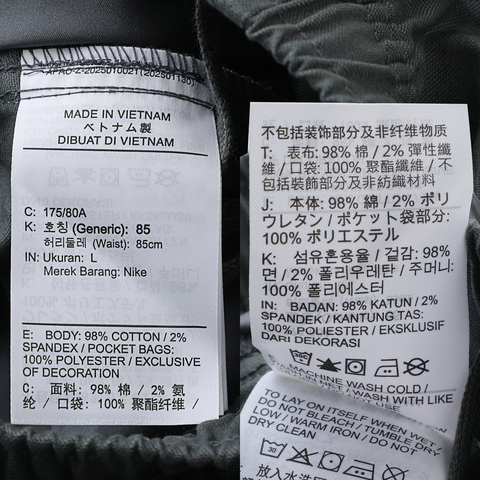 APAC-Z-2025010021(202501130)
MADE IN VIETNAM
ベトナム製
DIBUAT DI VIETNAM
C: 175/80A
K: 호칭 (Generic): 85
허리둘레 (Waist): 85cm
IN: Ukuran: L
Merek Barang: Nike
E: BODY: 98% COTTON / 2%
SPANDEX / POCKET BAGS:
100% POLYESTER / EXCLUSIVE
OF DECORATION
C: 面料: 98% 棉 / 2% 氨
纶 / 口袋: 100% 聚酯纤维 /
不包括装饰部分及非纤维物质
T: 表布: 98% 棉 / 2% 彈性纖
維 / 口袋: 100% 聚酯纖維 / 不
包括裝飾部分及非紡織材料
J: 本体: 98% 綿 / 2% ポリ
ウレタン / ポケット袋部分:
100% ポリエステル
K: 섬유혼용율 / 겉감: 98%
면 / 2% 폴리우레탄 / 주머니:
100% 폴리에스터
IN: BADAN: 98% KATUN / 2%
SPANDEX / KANTUNG TAS:
100% POLIESTER / EKSKLUSIF
DARI DEKORASI
E: MACHINE WASH COLD /
WASH WITH LIKE
TO LAY ON ITSELF WHEN WET
DO NOT BLEACH / TUMBLE DRY
LOW / WARM IRON / DO NOT
DRY CLEAN
30
放入水洗